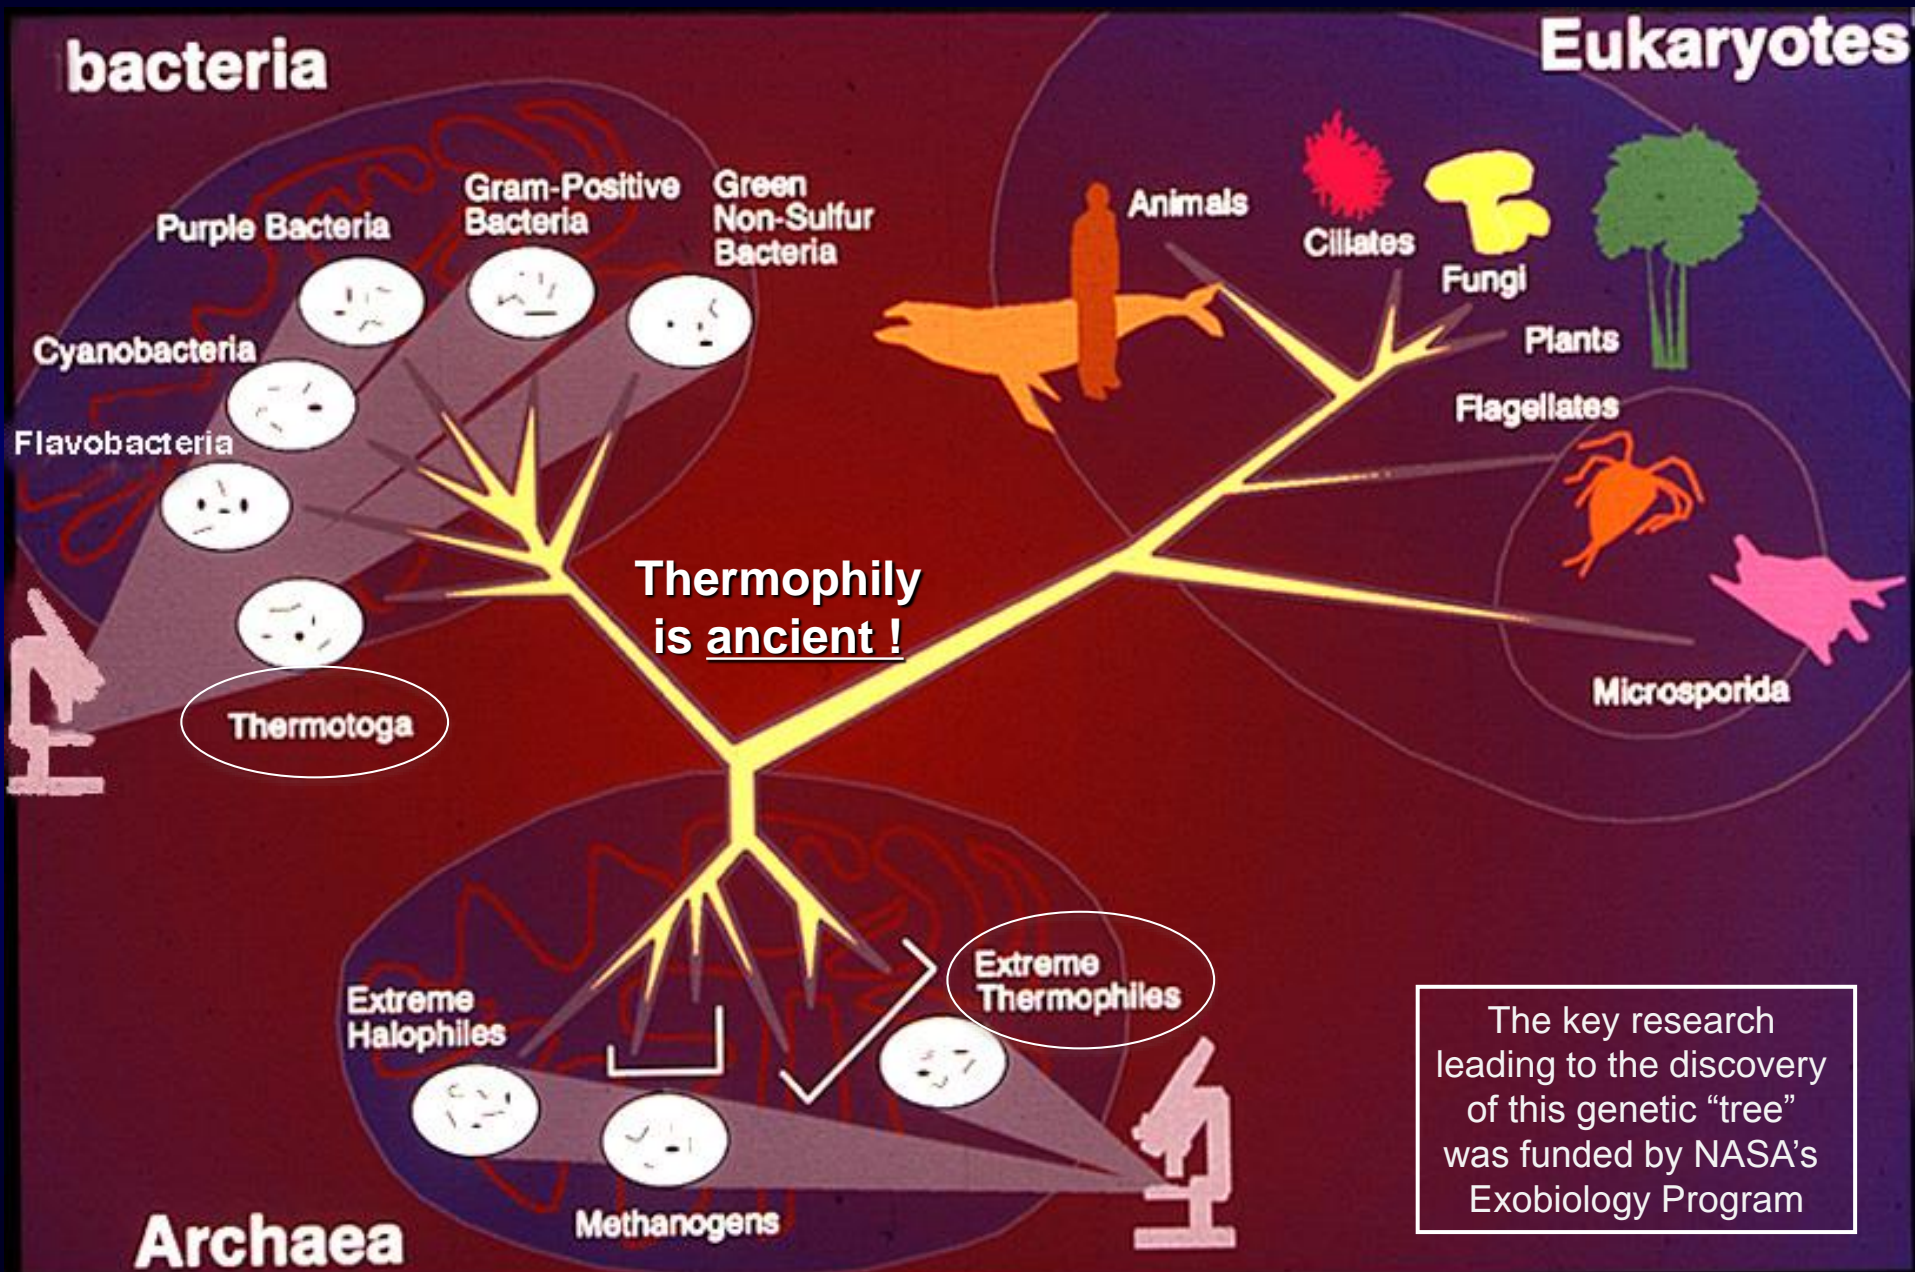 bacteria
Eukaryotes
Purple Bacteria
Gram-Positive
Bacteria
Green
Non-Sulfur
Bacteria
Cyanobacteria
Flavobacteria
Thermotoga
Animals
Ciliates
Fungi
Plants
Flagellates
Microsporida
Thermophily
is ancient !
Extreme
Halophiles
Methanogens
Extreme
Thermophiles
Archaea
The key research
leading to the discovery
of this genetic “tree”
was funded by NASA’s
Exobiology Program